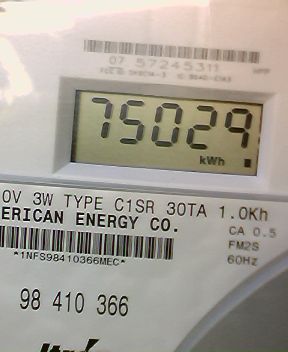 07 57245311
75029
kWh
0V 3W TYPE C1SR 30TA 1.0Kh
ERICAN ENERGY CO.
CA 0.5
FM2S
60Hz
*1NFS98410366MEC*
98 410 366